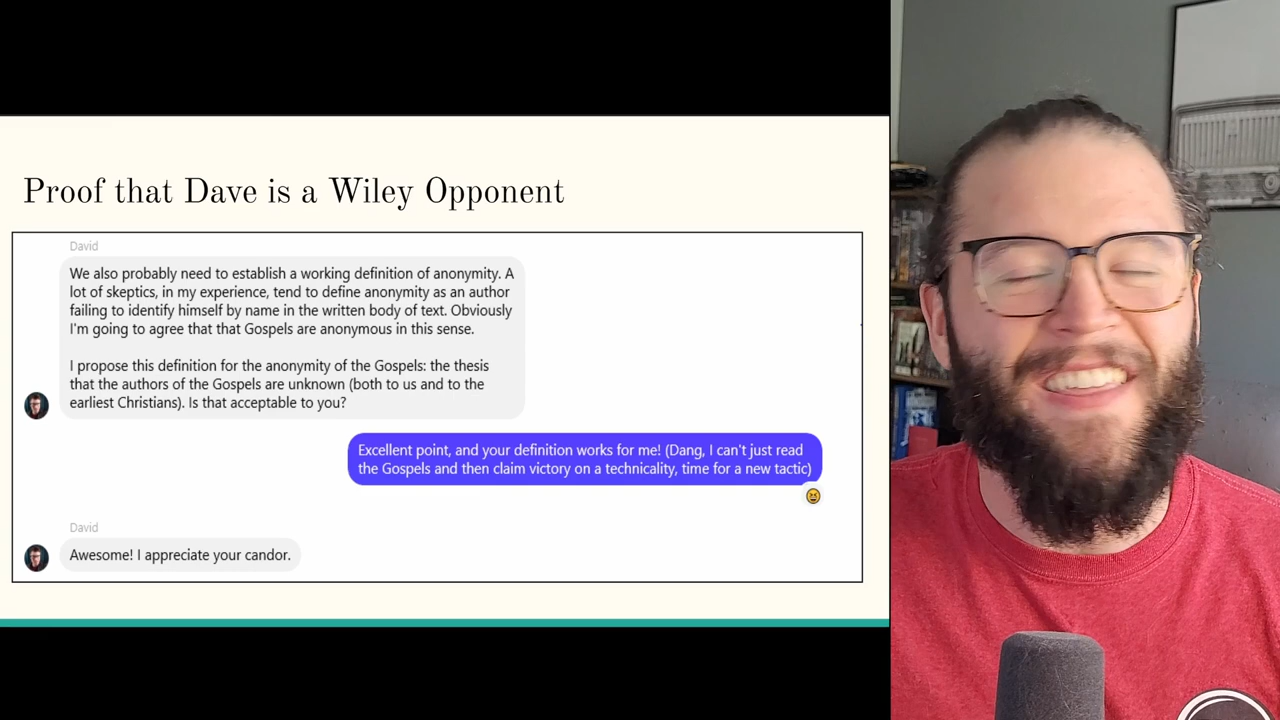 Proof that Dave is a Wiley Opponent
David
We also probably need to establish a working definition of anonymity. A
lot of skeptics, in my experience, tend to define anonymity as an author
failing to identify himself by name in the written body of text. Obviously
I'm going to agree that that Gospels are anonymous in this sense.
I propose this definition for the anonymity of the Gospels: the thesis
that the authors of the Gospels are unknown (both to us and to the
earliest Christians). Is that acceptable to you?
Excellent point, and your definition works for me! (Dang, I can't just read
the Gospels and then claim victory on a technicality, time for a new tactic)
David
Awesome! I appreciate your candor.